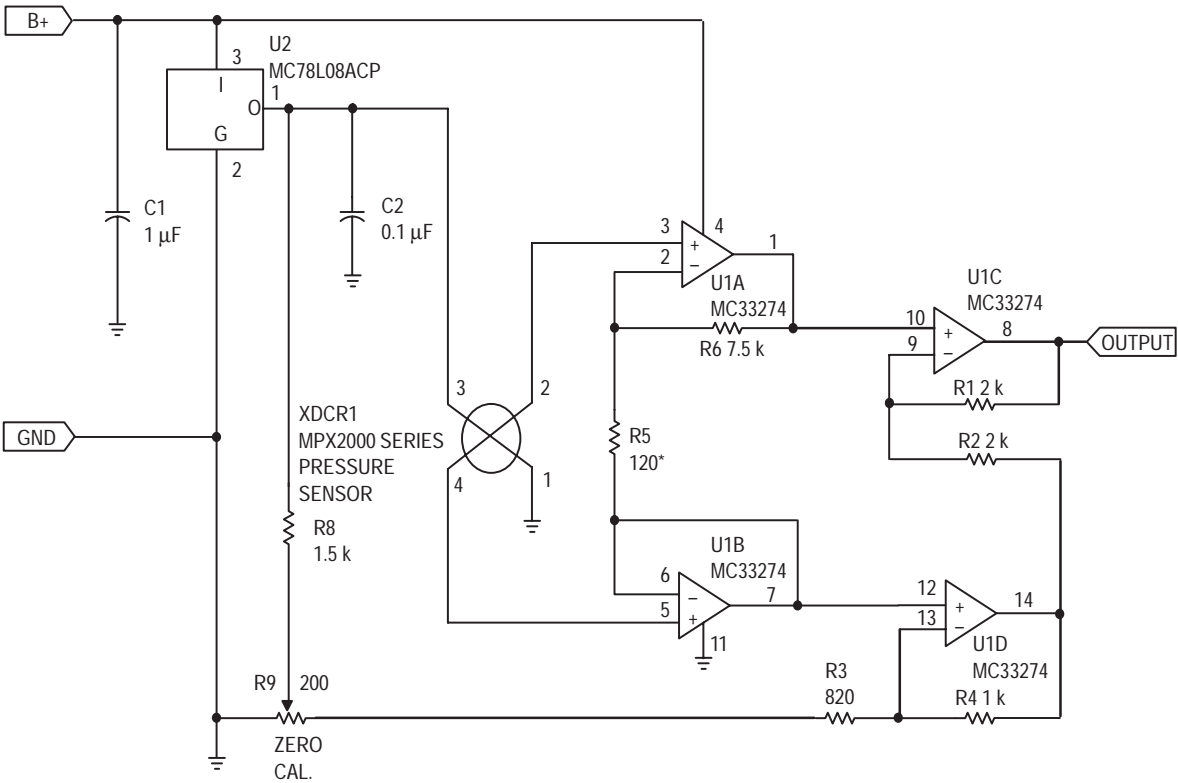 B+
U2
MC78L08ACP
3
I
1
O
G
2
C1
1 µF
C2
0.1 µF
3
4
2
1
+
−
U1A
MC33274
R6 7.5 k
U1C
MC33274
10
8
9
+
−
OUTPUT
R1 2 k
R2 2 k
GND
XDCR1
MPX2000 SERIES
PRESSURE
SENSOR
3
2
4
1
R5
120*
R8
1.5 k
U1B
MC33274
6
7
5
−
+
11
12
14
13
+
−
U1D
MC33274
R9 200
R3
820
R4 1 k
ZERO
CAL.